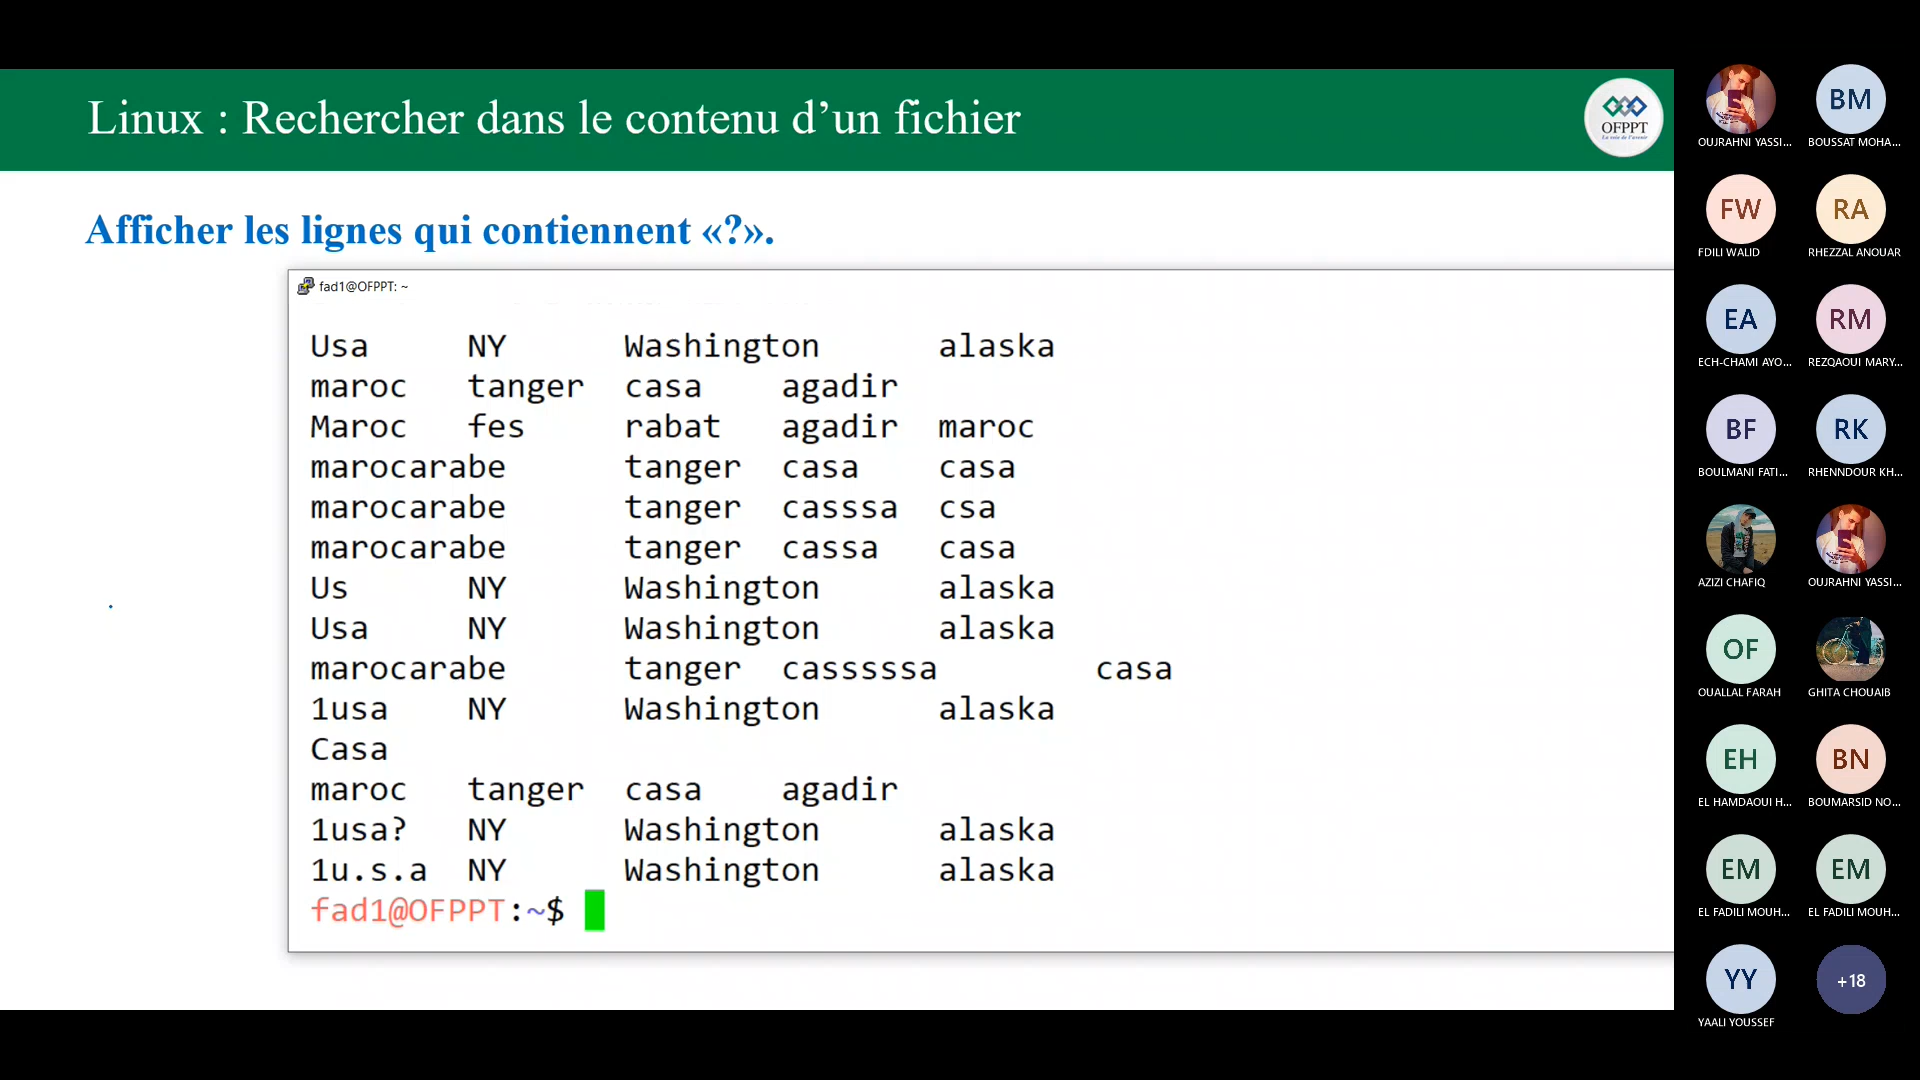 Linux : Rechercher dans le contenu d’un fichier
OFPPT
La voie de l'avenir
Afficher les lignes qui contiennent «?».
fad1@OFPPT: ~
Usa NY Washington alaska
maroc tanger casa agadir
Maroc fes rabat agadir maroc
marocarabe tanger casa casa
marocarabe tanger casssa csa
marocarabe tanger cassa casa
Us NY Washington alaska
Usa NY Washington alaska
marocarabe tanger casssssa casa
1usa NY Washington alaska
Casa
maroc tanger casa agadir
1usa? NY Washington alaska
1u.s.a NY Washington alaska
fad1@OFPPT:~$
BM
OUJRAHNI YASSI... BOUSSAT MOHA...
FW RA
FDILI WALID RHEZZAL ANOUAR
EA RM
ECH-CHAMI AYO... REZQAOUI MARY...
BF RK
BOULMANI FATI... RHENNDOUR KH...
AZIZI CHAFIQ OUJRAHNI YASSI...
OF
OUALLAL FARAH GHITA CHOUAIB
EH BN
EL HAMDAOUI H... BOUMARSID NO...
EM EM
EL FADILI MOUH... EL FADILI MOUH...
YY +18
YAALI YOUSSEF